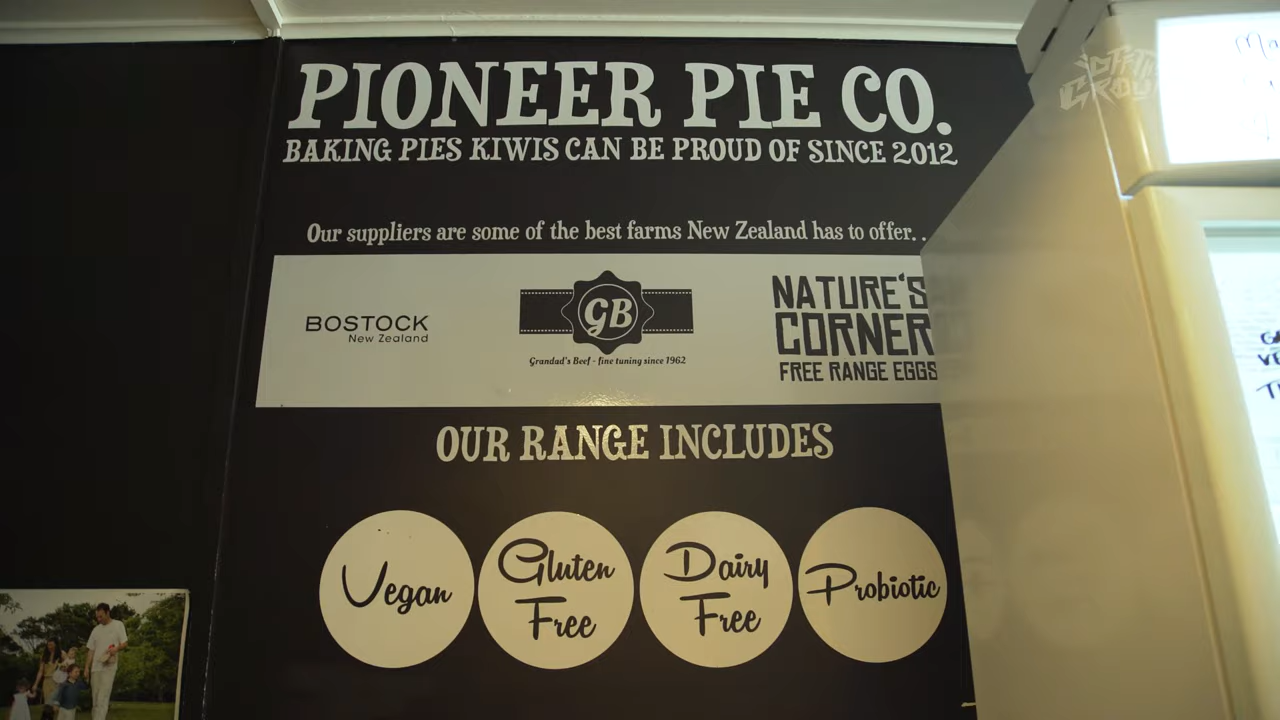 PIONEER PIE CO.
BAKING PIES KIWIS CAN BE PROUD OF SINCE 2012
Our suppliers are some of the best farms New Zealand has to offer. .
BOSTOCK
New Zealand
GB
Grandad's Beef - fine tuning since 1962
NATURE'S
CORNER
FREE RANGE EGGS
OUR RANGE INCLUDES
Vegan
Gluten
Free
Dairy
Free
Probiotic